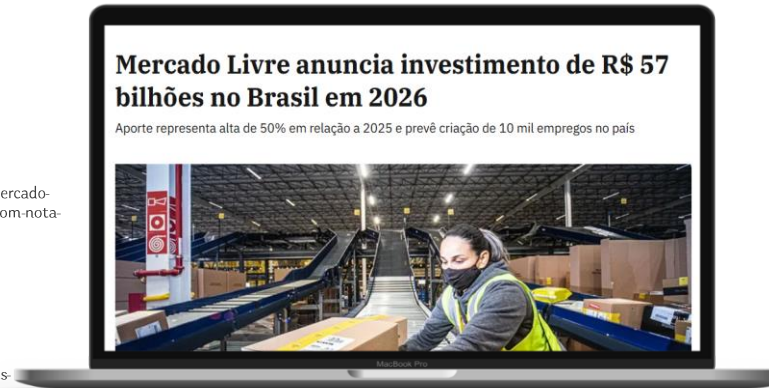 Mercado Livre anuncia investimento de R$ 57
bilhões no Brasil em 2026
Aporte representa alta de 50% em relação a 2025 e prevê criação de 10 mil empregos no país
ercado-
om-nota-
s-
MacBook Pro